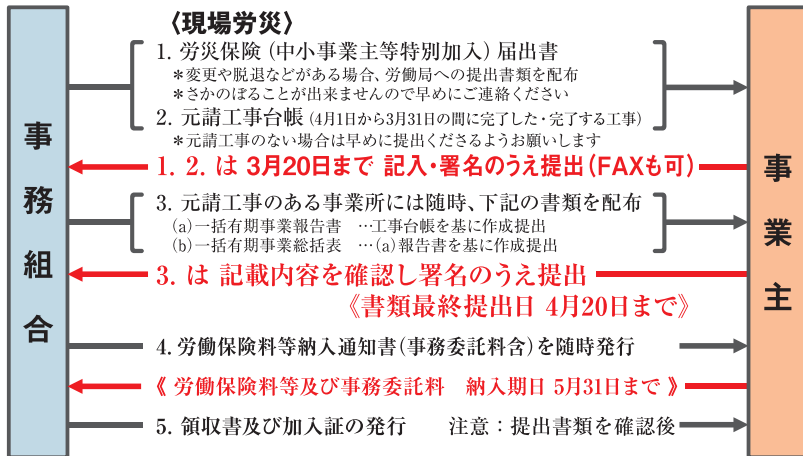 〈現場労災〉
1. 労災保険（中小事業主等特別加入）届出書
＊変更や脱退などがある場合、労働局への提出書類を配布
＊さかのぼることが出来ませんので早めにご連絡ください
2. 元請工事台帳（4月1日から3月31日の間に完了した・完了する工事）
＊元請工事のない場合は早めに提出くださるようお願いします
1. 2. は 3月20日まで 記入・署名のうえ提出（FAXも可）
3. 元請工事のある事業所には随時、下記の書類を配布
(a)一括有期事業報告書 …工事台帳を基に作成提出
(b)一括有期事業総括表 …(a)報告書を基に作成提出
3. は 記載内容を確認し署名のうえ提出
《書類最終提出日 4月20日まで》
4. 労働保険料等納入通知書（事務委託料含）を随時発行
《 労働保険料等及び事務委託料 納入期日 5月31日まで 》
5. 領収書及び加入証の発行 注意：提出書類を確認後
事務組合
事業主